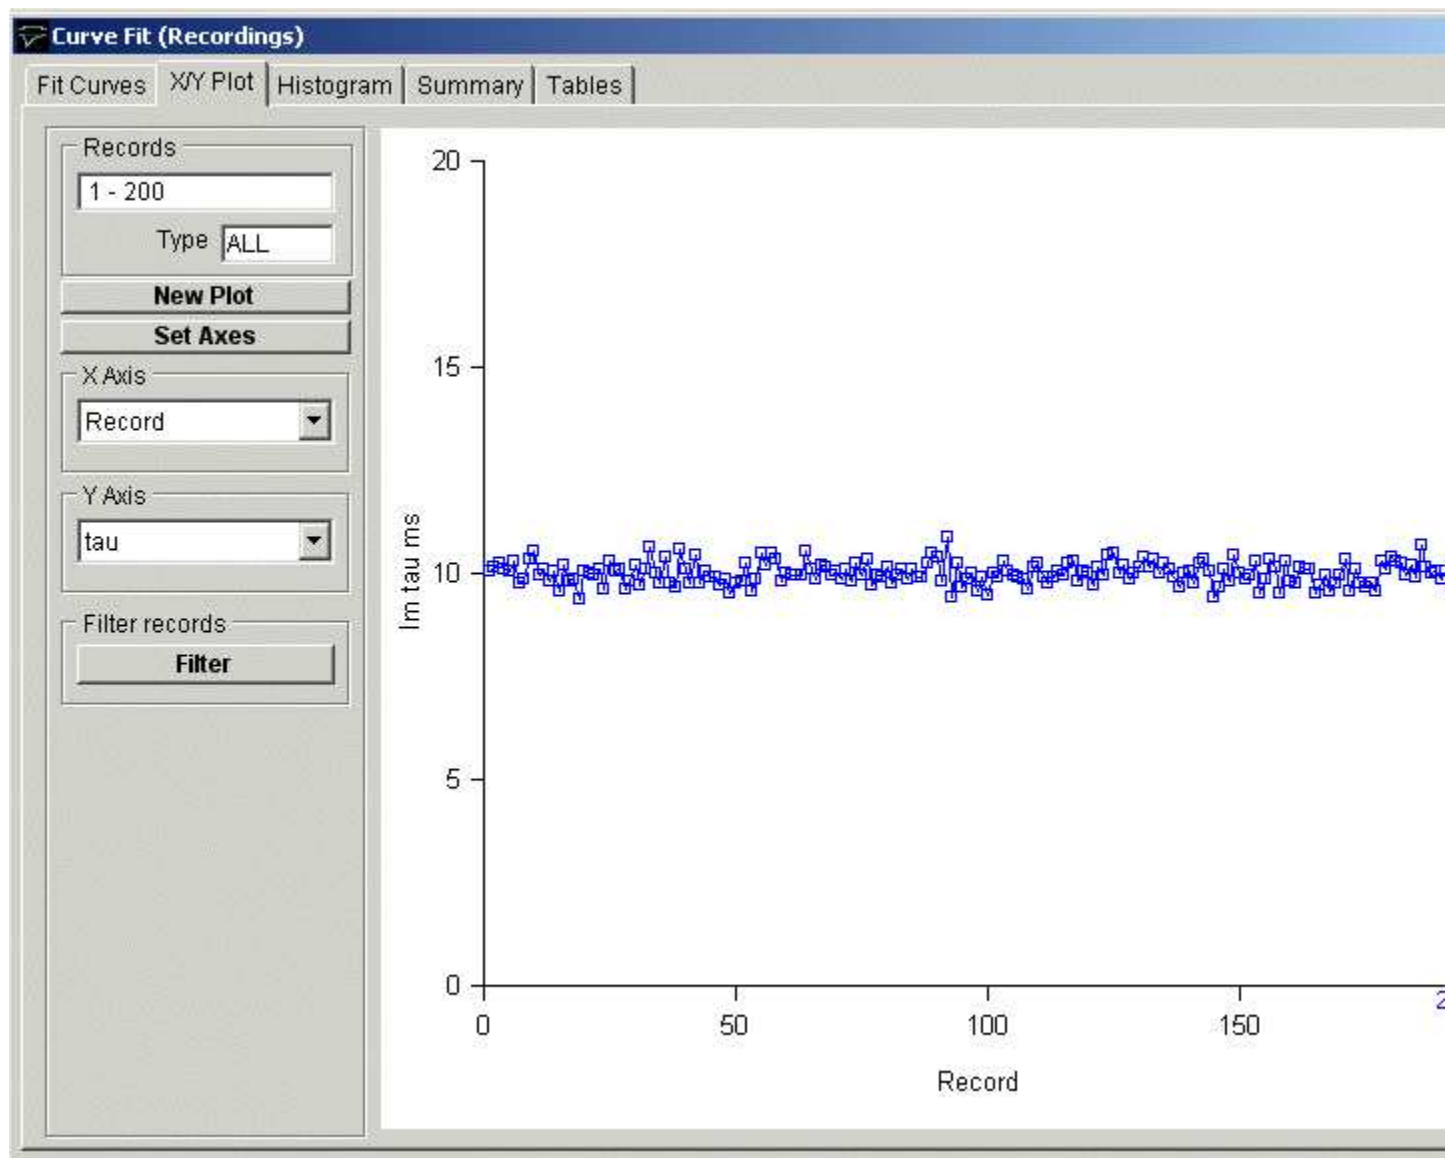 Curve Fit (Recordings)
Fit Curves X/Y Plot Histogram Summary Tables
Records
1 - 200
Type ALL
New Plot
Set Axes
X Axis
Record
Y Axis
tau
Filter records
Filter
20
15
10
5
0
Im tau ms
0 50 100 150
2
Record